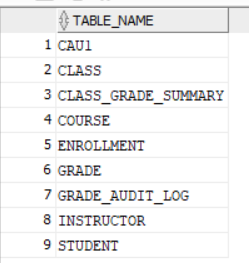 TABLE_NAME
1 CAU1
2 CLASS
3 CLASS_GRADE_SUMMARY
4 COURSE
5 ENROLLMENT
6 GRADE
7 GRADE_AUDIT_LOG
8 INSTRUCTOR
9 STUDENT